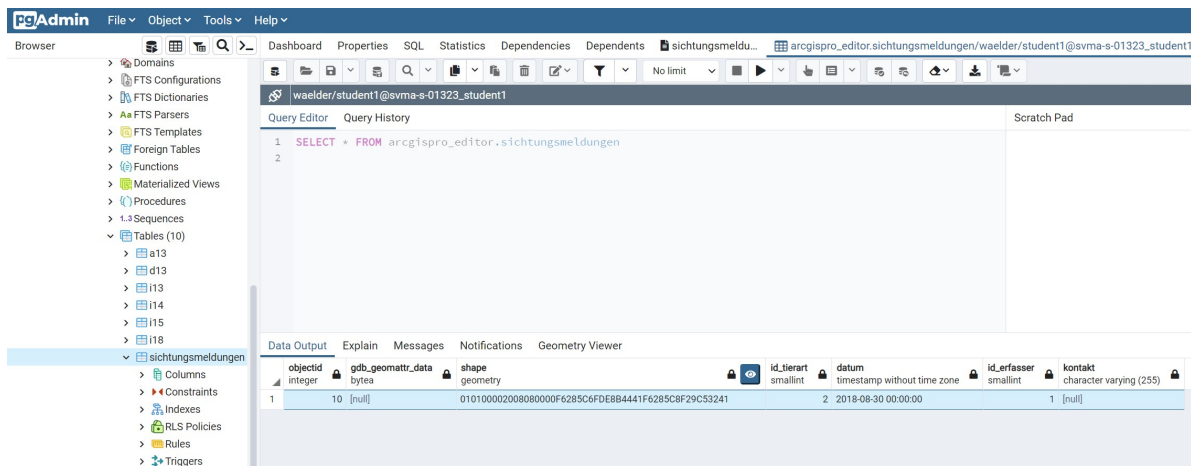 pgAdmin File Object Tools Help
Browser
Dashboard Properties SQL Statistics Dependencies Dependents sichtungsmeldu... arcgispro_editor.sichtungsmeldungen/waelder/student1@svma-s-01323_student1
Domains
FTS Configurations
FTS Dictionaries
FTS Parsers
FTS Templates
Foreign Tables
Functions
Materialized Views
Procedures
1..3 Sequences
Tables (10)
a13
d13
i13
i14
i15
i18
sichtungsmeldungen
Columns
Constraints
Indexes
RLS Policies
Rules
Triggers
No limit
waelder/student1@svma-s-01323_student1
Query Editor Query History
Scratch Pad
1 SELECT * FROM arcgispro_editor.sichtungsmeldungen
2
Data Output Explain Messages Notifications Geometry Viewer
objectid gdb_geomattr_data shape id_tierart datum id_erfasser kontakt
integer bytea geometry smallint timestamp without time zone smallint character varying (255)
1 10 [null] 010100002008080000F6285C6FDE8B4441F6285C8F29C53241 2 2018-08-30 00:00:00 1 [null]